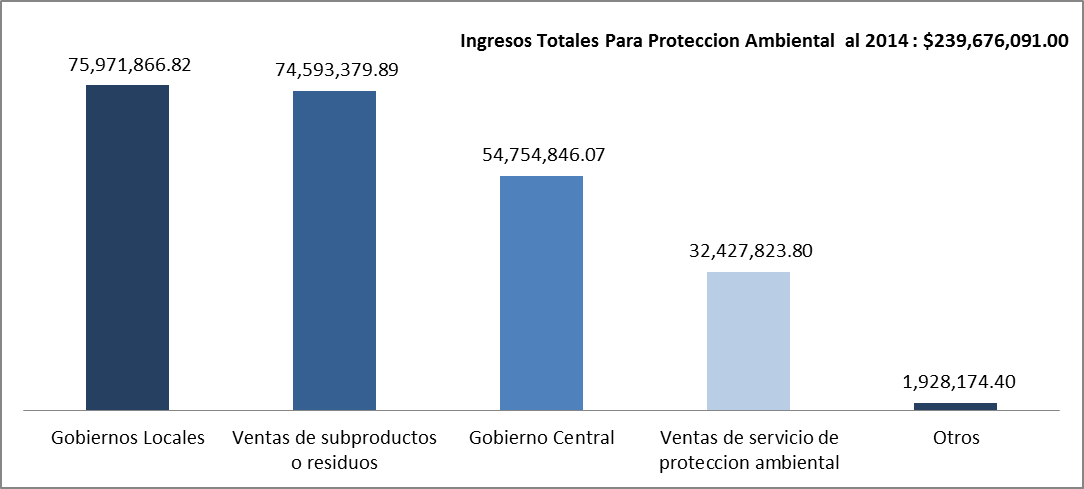 Ingresos Totales Para Proteccion Ambiental al 2014 : $239,676,091.00
75,971,866.82
74,593,379.89
54,754,846.07
32,427,823.80
1,928,174.40
Gobiernos Locales
Ventas de subproductos
o residuos
Gobierno Central
Ventas de servicio de
proteccion ambiental
Otros